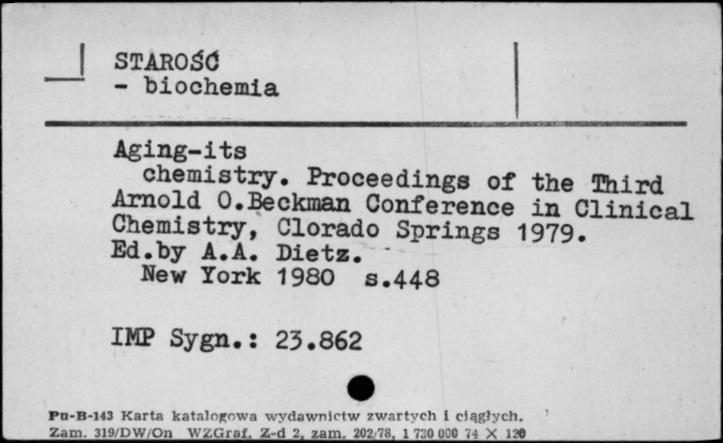 STAROŚĆ
- biochemia
Aging-its
chemistry. Proceedings of the Third
Arnold O.Beckman Conference in Clinical
Chemistry, Clorado Springs 1979.
Ed.by A.A. Dietz.
New York 1980 s.448
IMP Sygn.: 23.862
Pu-B-143 Karta katalogowa wydawnictw zwartych i ciągłych.
Zam. 319/DW/On WZGraf. Z-d 2, zam. 202/78, 1 730 000 74 X 120